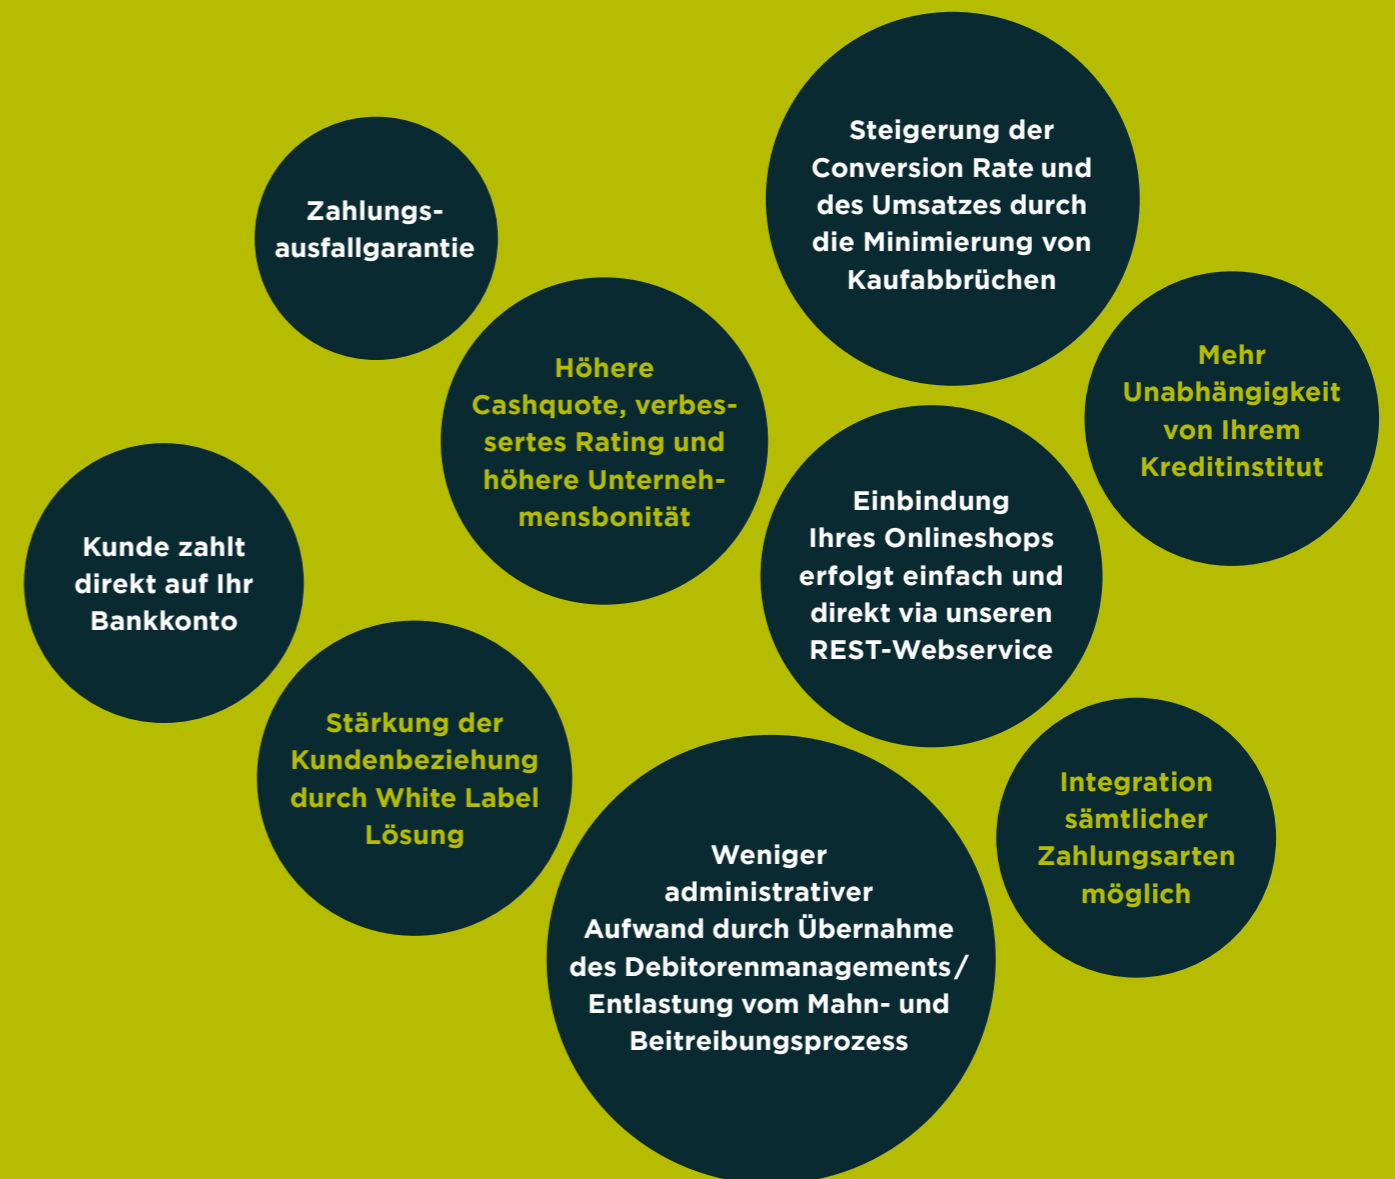 Zahlungs-
ausfallgarantie
Steigerung der
Conversion Rate und
des Umsatzes durch
die Minimierung von
Kaufabbrüchen
Höhere
Cashquote, verbes-
sertes Rating und
höhere Unterneh-
mensbonität
Mehr
Unabhängigkeit
von Ihrem
Kreditinstitut
Kunde zahlt
direkt auf Ihr
Bankkonto
Einbindung
Ihres Onlineshops
erfolgt einfach und
direkt via unseren
REST-Webservice
Stärkung der
Kundenbeziehung
durch White Label
Lösung
Integration
sämtlicher
Zahlungsarten
möglich
Weniger
administrativer
Aufwand durch Übernahme
des Debitorenmanagements /
Entlastung vom Mahn- und
Beitreibungsprozess